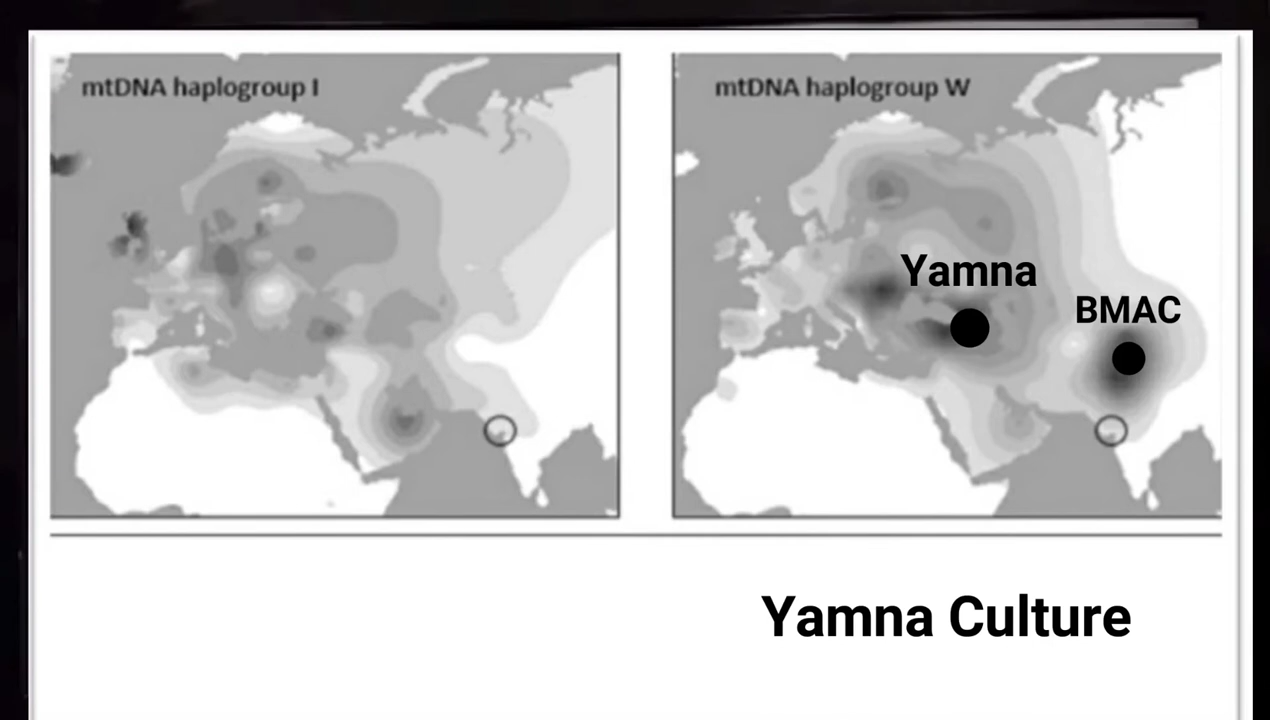 mtDNA haplogroup I
mtDNA haplogroup W
Yamna
BMAC
Yamna Culture